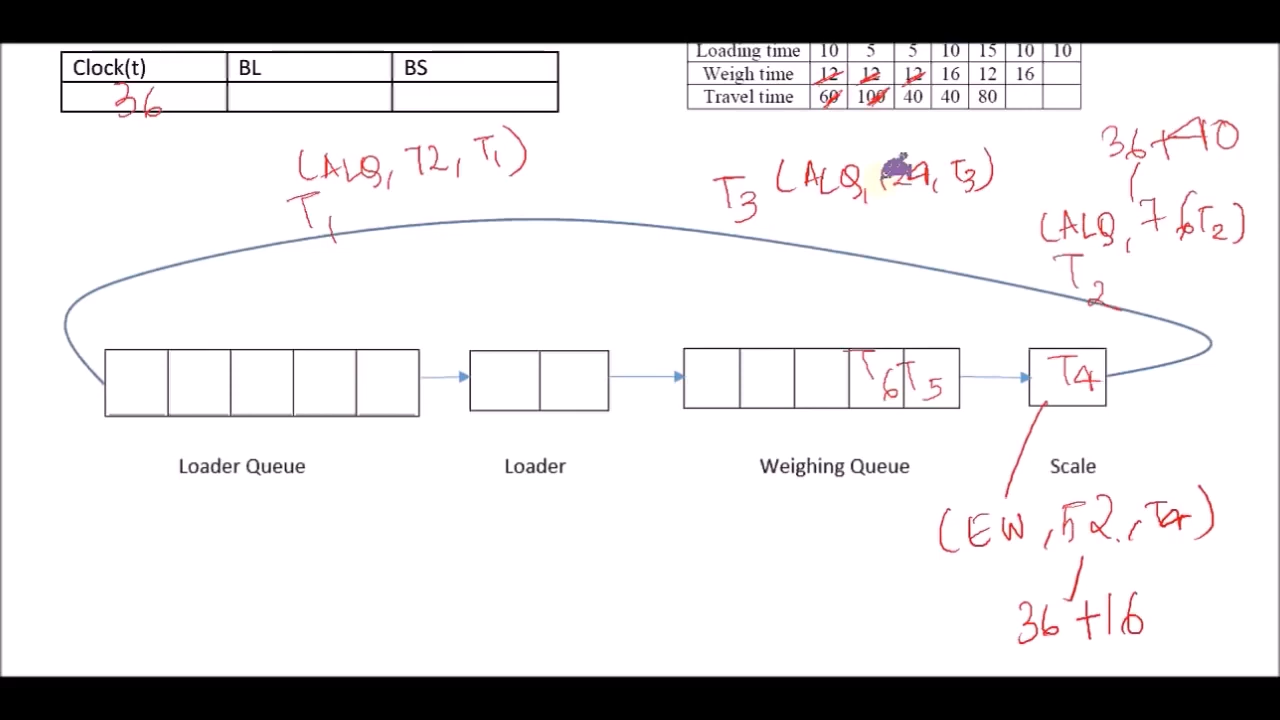 Clock(t) BL BS
36
Loading time 10 5 5 10 15 10 10
Weigh time 12 12 12 16 12 16
Travel time 60 100 40 40 80
36+40
(ALQ, 72, T1)
(ALQ, 124, T3)
(ALQ, 76, T2)
T1
T3
T2
T6 T5
T4
Loader Queue
Loader
Weighing Queue
Scale
(EW, 52, T4)
36 +16